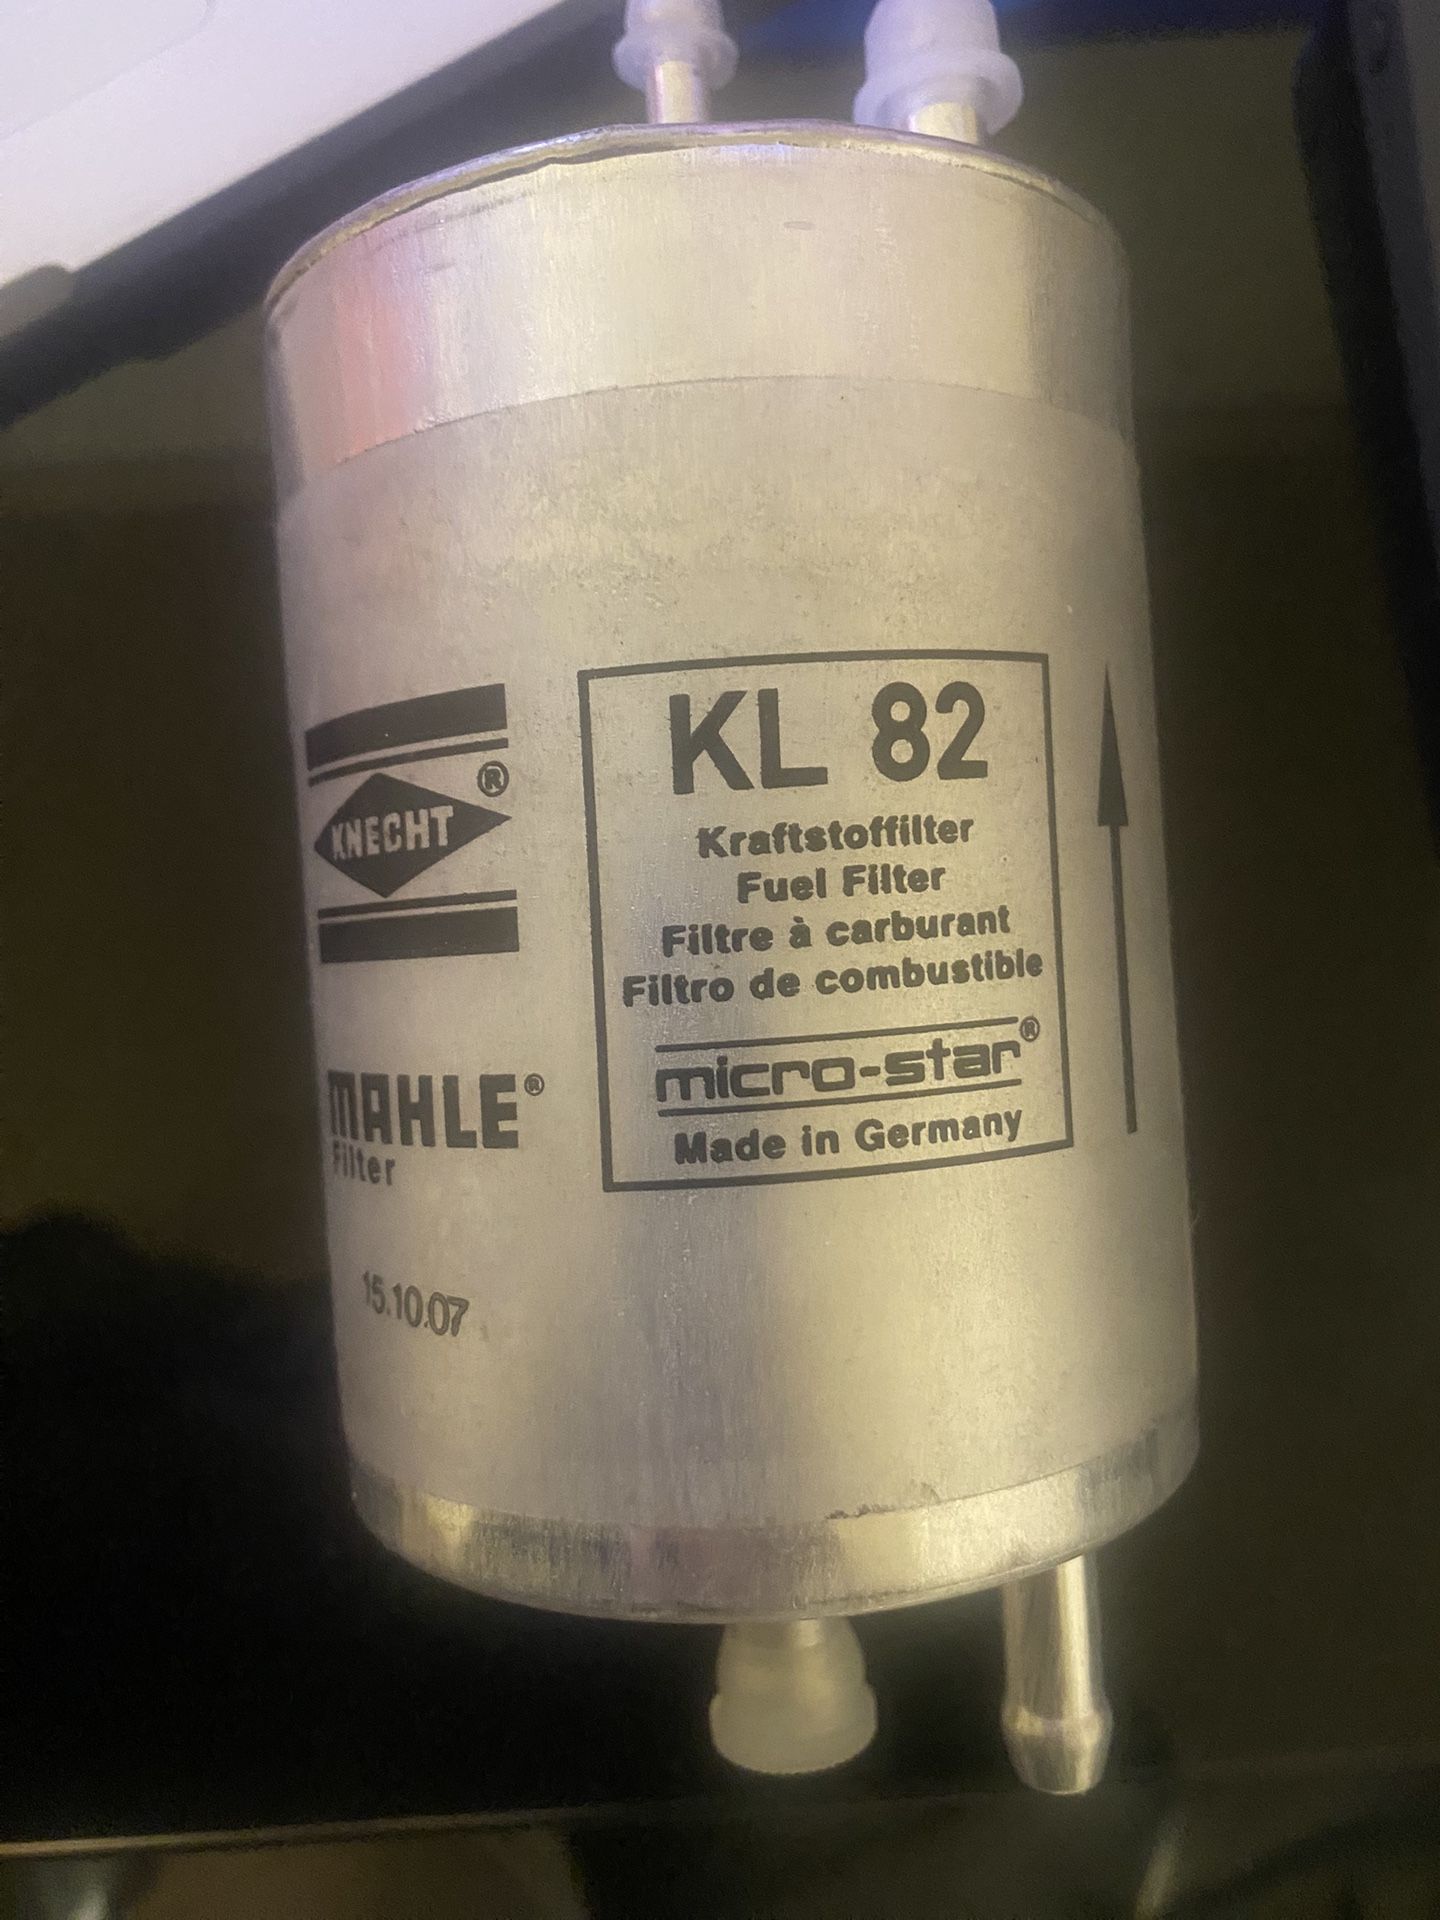 KNECHT®
MAHLE®
Filter
15.10.07
KL 82
Kraftstoffilter
Fuel Filter
Filtre à carburant
Filtro de combustible
micro-star®
Made in Germany